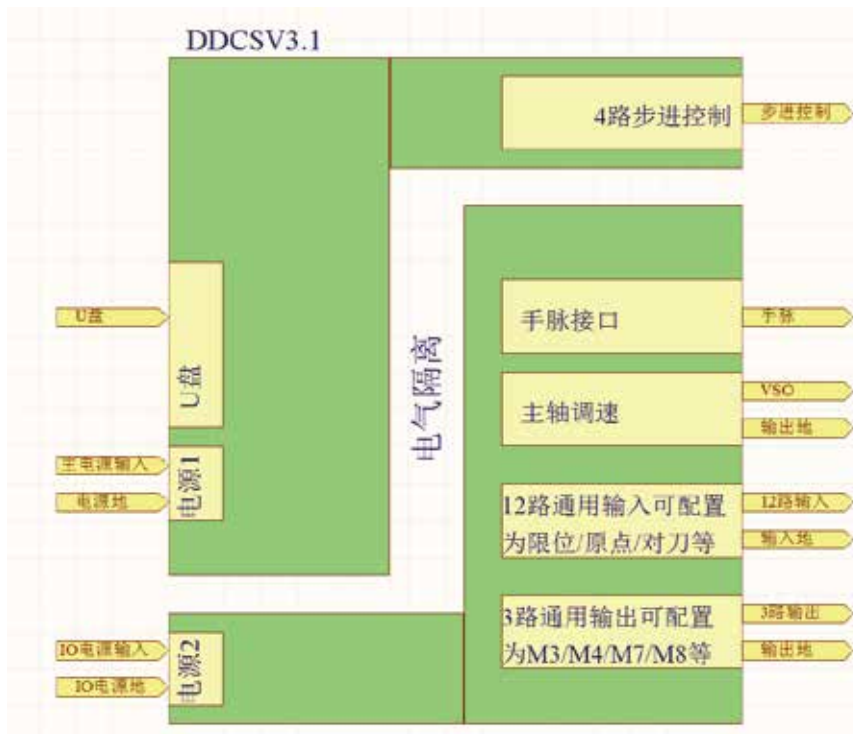 DDCSV3.1
4路步进控制
步进控制
U盘
U盘
手脉接口
手脉
电气隔离
主轴调速
VSO
输出地
主电源输入
电源地
电源1
12路通用输入可配置
为限位/原点/对刀等
12路输入
输入地
3路通用输出可配置
为M3/M4/M7/M8等
3路输出
输出地
IO电源输入
IO电源地
电源2